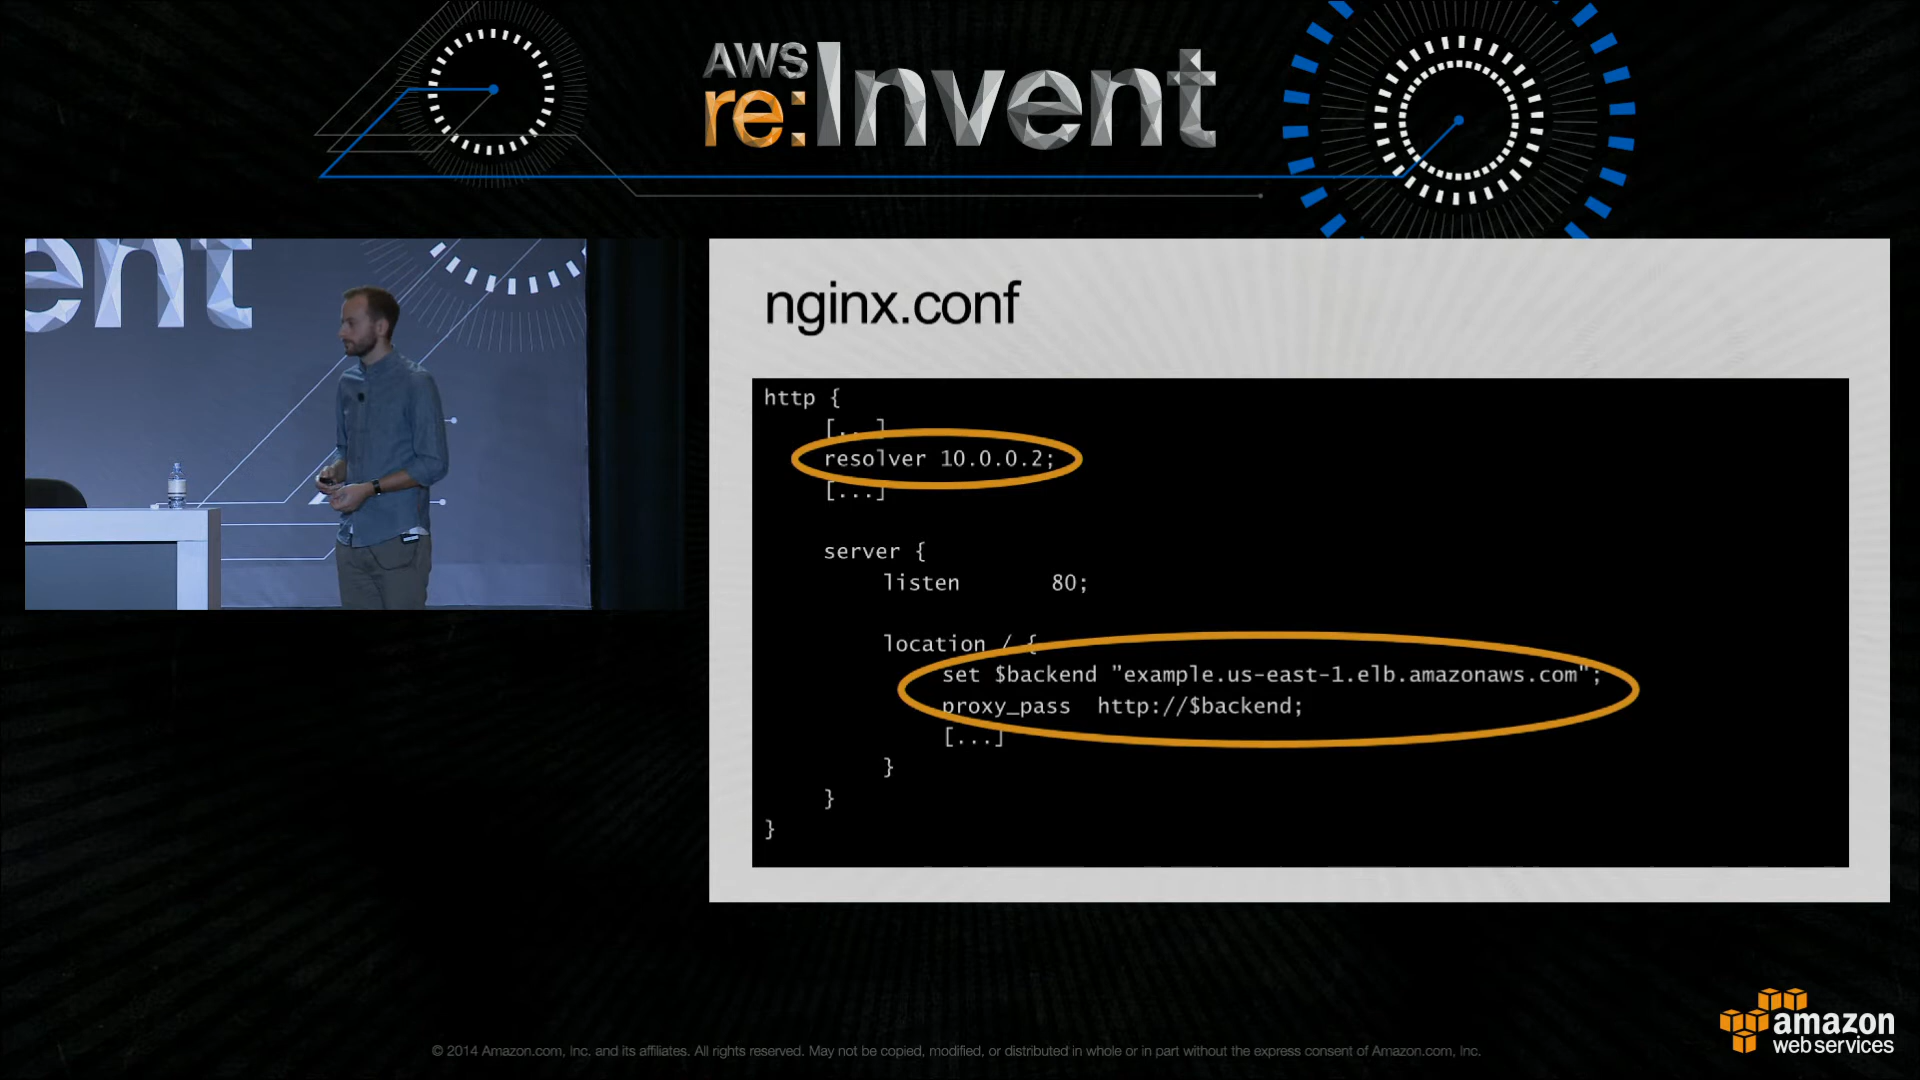 AWS
re:Invent
ent
nginx.conf
http {
[...]
resolver 10.0.0.2;
[...]
server {
listen 80;
location / {
set $backend "example.us-east-1.elb.amazonaws.com";
proxy_pass http://$backend;
[...]
}
}
}
amazon
web services
© 2014 Amazon.com, Inc. and its affiliates. All rights reserved. May not be copied, modified, or distributed in whole or in part without the express consent of Amazon.com, Inc.